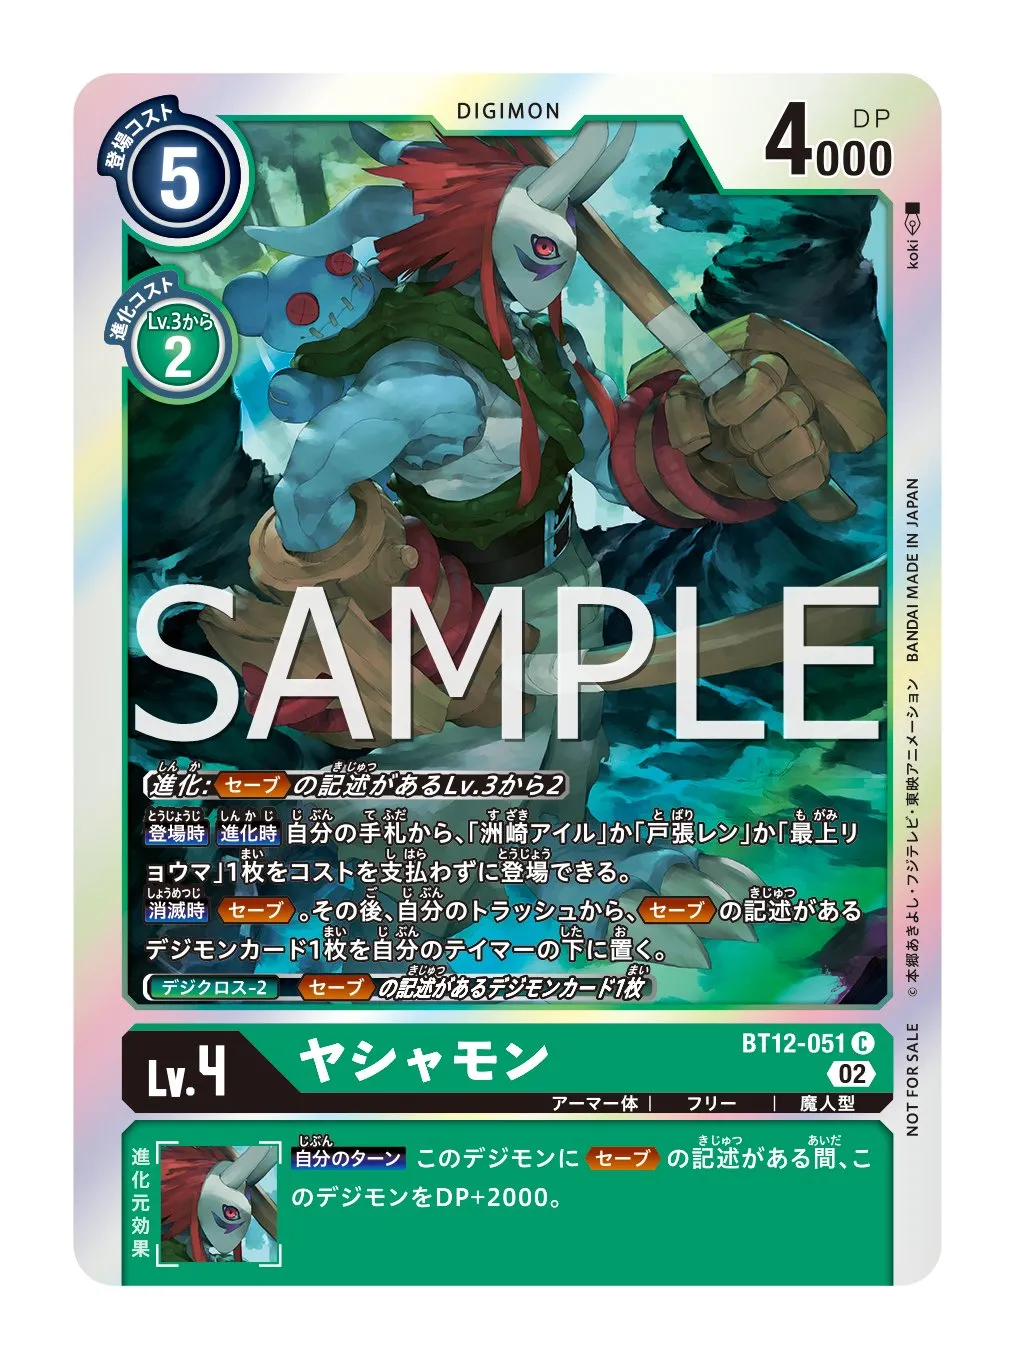 DIGIMON
登場コスト
5
4000
DP
進化コスト
Lv.3から
2
koki
SAMPLE
進化:セーブの記述があるLv.3から2
登場時 進化時 自分の手札から、「洲崎アイル」か「戸張レン」か「最上リ
ョウマ」1枚をコストを支払わずに登場できる。
消滅時 セーブ。その後、自分のトラッシュから、セーブの記述がある
デジモンカード1枚を自分のテイマーの下に置く。
デジクロス-2 セーブの記述があるデジモンカード1枚
© 本郷あきよし・フジテレビ・東映アニメーション BANDAI MADE IN JAPAN
NOT FOR SALE
Lv.4
ヤシャモン
BT12-051 C
02
アーマー体 | フリー | 魔人型
進化元効果
自分のターン このデジモンにセーブの記述がある間、こ
のデジモンをDP+2000。